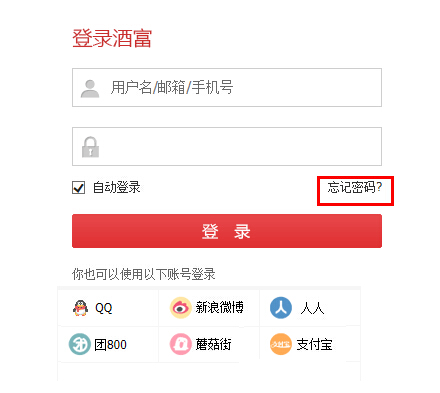 登录酒富
用户名/邮箱/手机号
自动登录 忘记密码?
登 录
你也可以使用以下账号登录
QQ 新浪微博 人人
团800 蘑菇街 支付宝